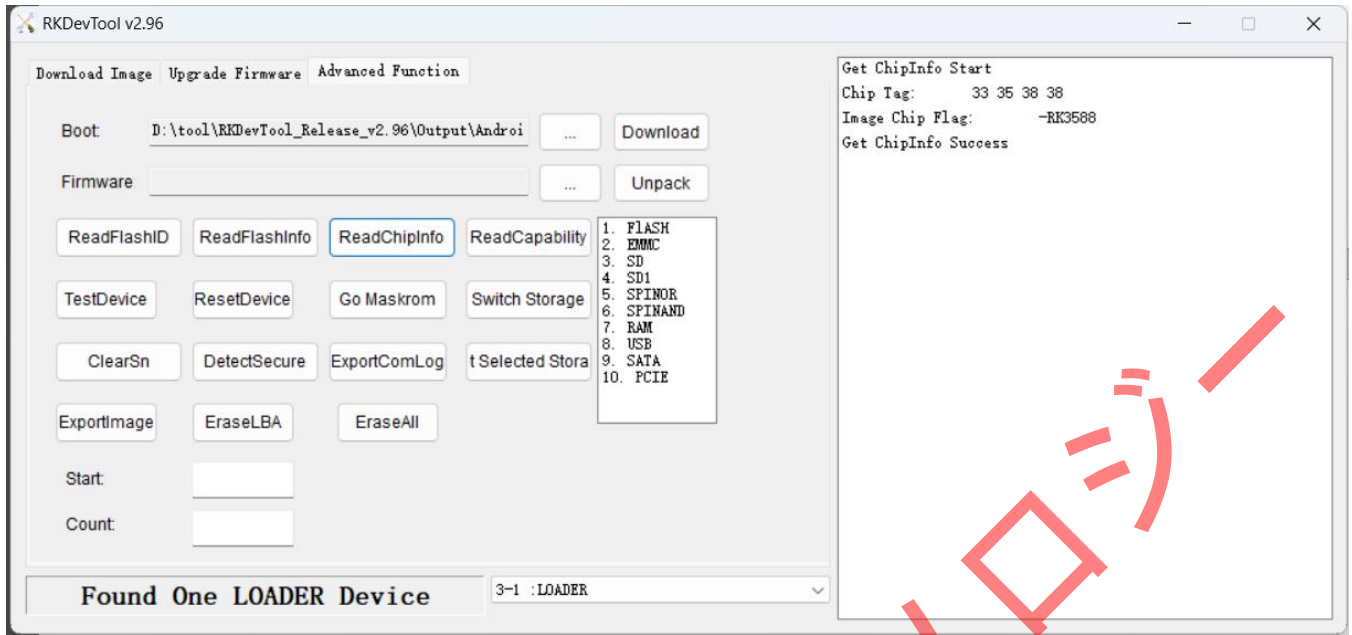 RKDevTool v2.96
Download Image Upgrade Firmware Advanced Function
Boot: D:\tool\RKDevTool_Release_v2.96\Output\Androi ... Download
Firmware ... Unpack
ReadFlashID ReadFlashInfo ReadChipInfo ReadCapability
TestDevice ResetDevice Go Maskrom Switch Storage
ClearSn DetectSecure ExportComLog t Selected Stora
ExportImage EraseLBA EraseAll
1. FlASH
2. EMMC
3. SD
4. SD1
5. SPINOR
6. SPINAND
7. RAM
8. USB
9. SATA
10. PCIE
Start:
Count:
Found One LOADER Device 3-1 :LOADER
Get ChipInfo Start
Chip Tag: 33 35 38 38
Image Chip Flag: -RK3588
Get ChipInfo Success
ロジー